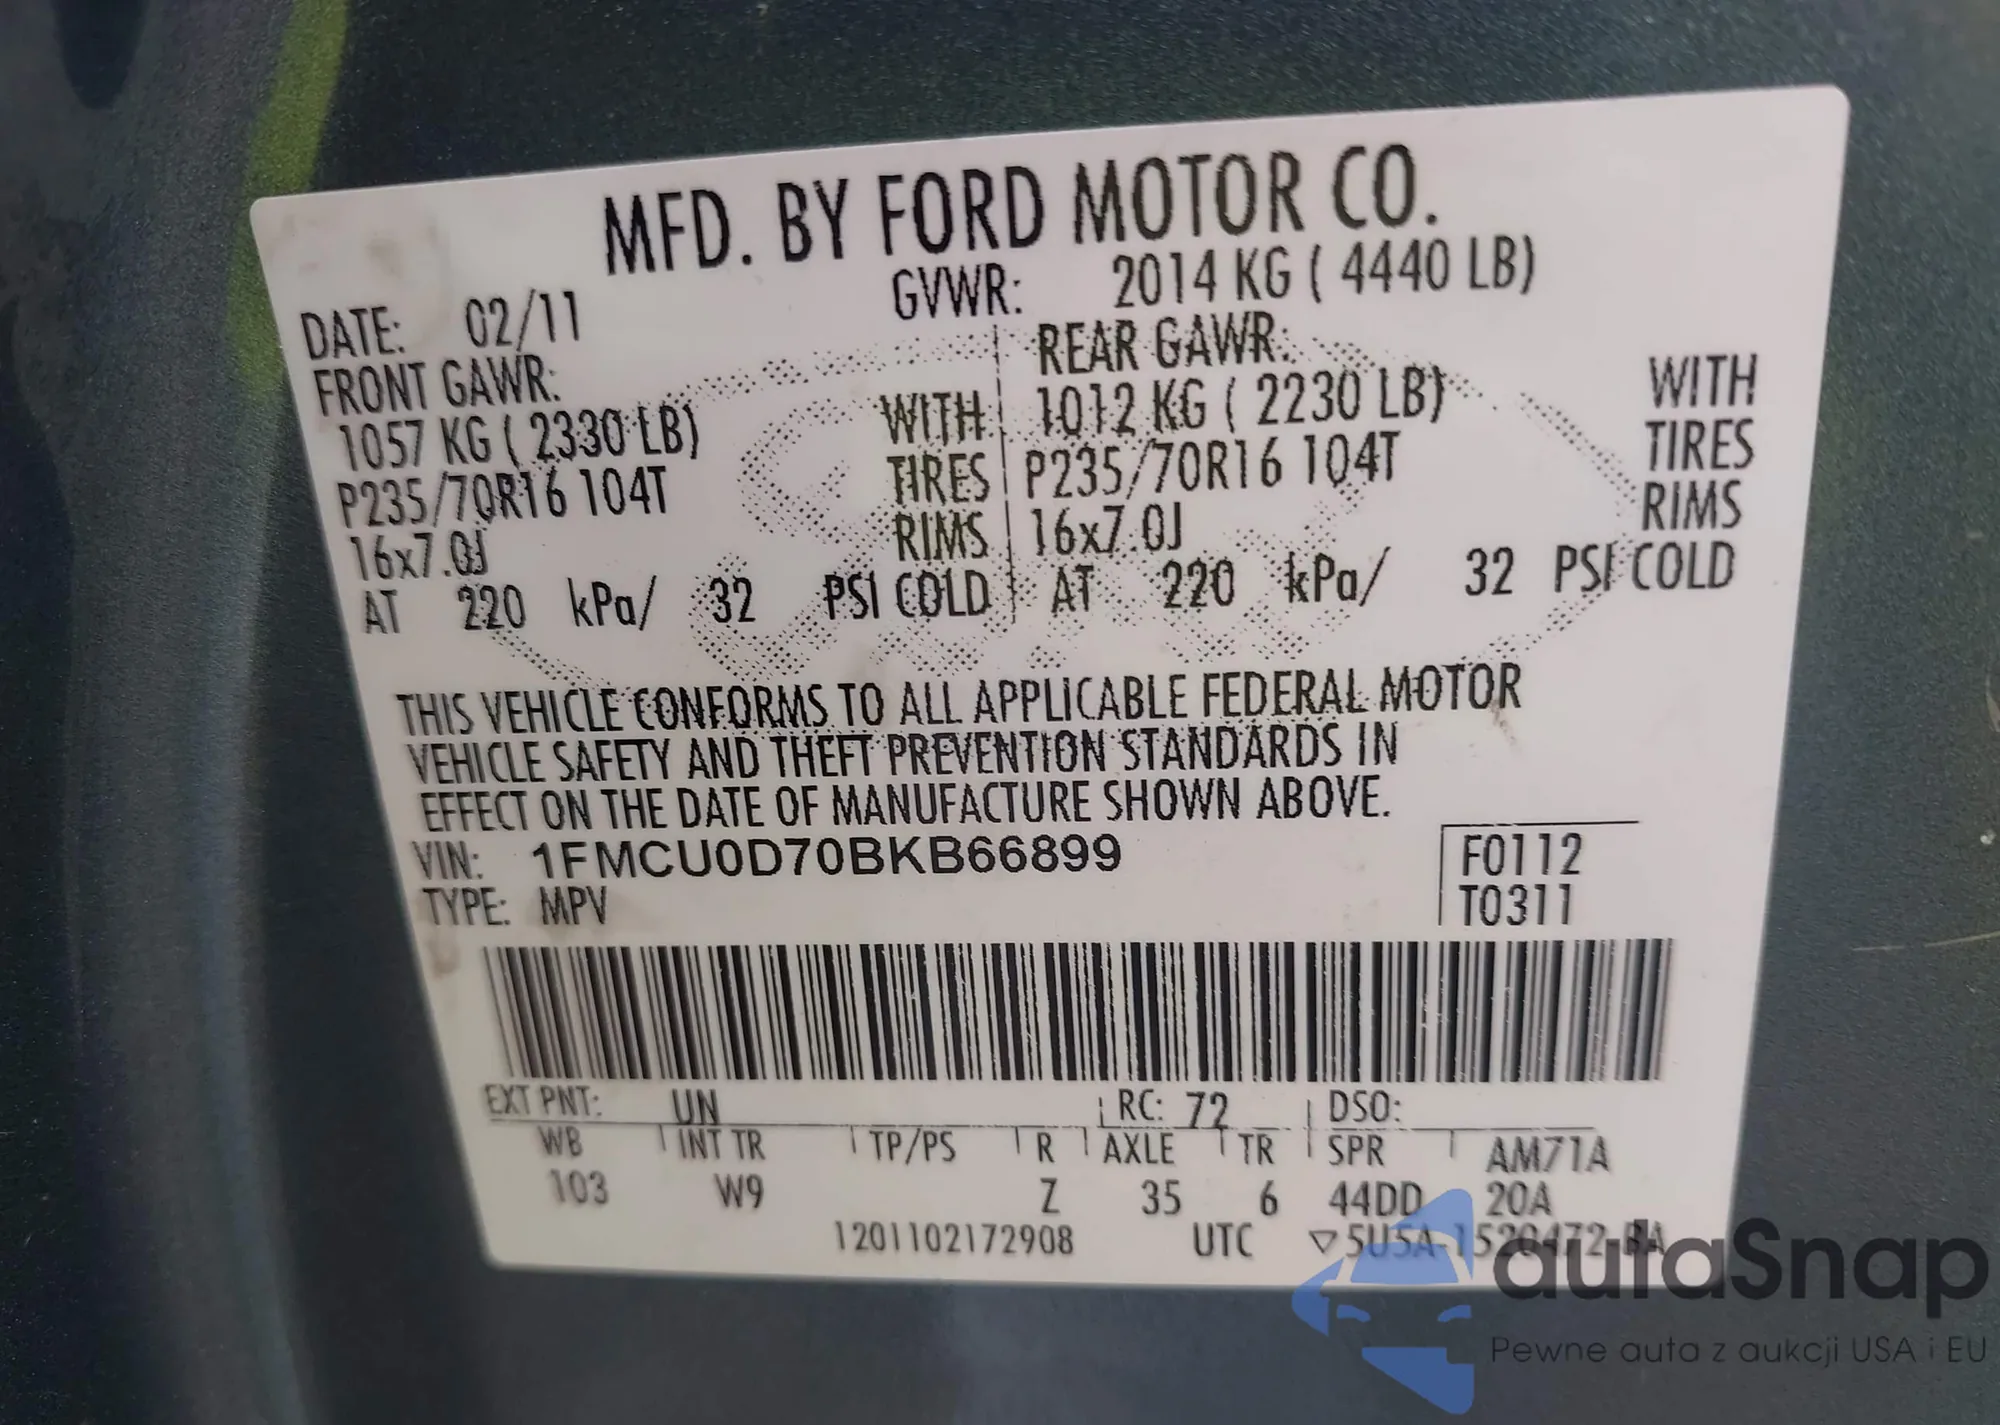 MFD. BY FORD MOTOR CO.
DATE: 02/11 GVWR: 2014 KG ( 4440 LB)
FRONT GAWR: REAR GAWR:
1057 KG ( 2330 LB) WITH 1012 KG ( 2230 LB) WITH
P235/70R16 104T TIRES P235/70R16 104T TIRES
16x7.0J RIMS 16x7.0J RIMS
AT 220 kPa/ 32 PSI COLD AT 220 kPa/ 32 PSI COLD
THIS VEHICLE CONFORMS TO ALL APPLICABLE FEDERAL MOTOR
VEHICLE SAFETY AND THEFT PREVENTION STANDARDS IN
EFFECT ON THE DATE OF MANUFACTURE SHOWN ABOVE.
VIN: 1FMCU0D70BKB66899 F0112
TYPE: MPV T0311
EXT PNT: UN RC: 72 DSO:
WB INT TR TP/PS R AXLE TR SPR AM71A
103 W9 Z 35 6 44DD 20A
1201102172908 UTC ▽5U5A-1520472-BA
autaSnap
Pewne auta z aukcji USA i EU